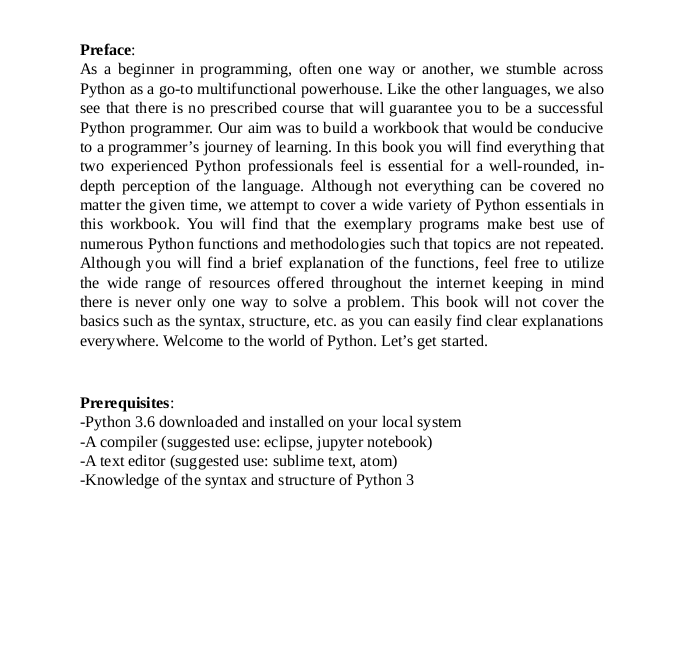 Preface:
As a beginner in programming, often one way or another, we stumble across
Python as a go-to multifunctional powerhouse. Like the other languages, we also
see that there is no prescribed course that will guarantee you to be a successful
Python programmer. Our aim was to build a workbook that would be conducive
to a programmer’s journey of learning. In this book you will find everything that
two experienced Python professionals feel is essential for a well-rounded, in-
depth perception of the language. Although not everything can be covered no
matter the given time, we attempt to cover a wide variety of Python essentials in
this workbook. You will find that the exemplary programs make best use of
numerous Python functions and methodologies such that topics are not repeated.
Although you will find a brief explanation of the functions, feel free to utilize
the wide range of resources offered throughout the internet keeping in mind
there is never only one way to solve a problem. This book will not cover the
basics such as the syntax, structure, etc. as you can easily find clear explanations
everywhere. Welcome to the world of Python. Let’s get started.
Prerequisites:
-Python 3.6 downloaded and installed on your local system
-A compiler (suggested use: eclipse, jupyter notebook)
-A text editor (suggested use: sublime text, atom)
-Knowledge of the syntax and structure of Python 3